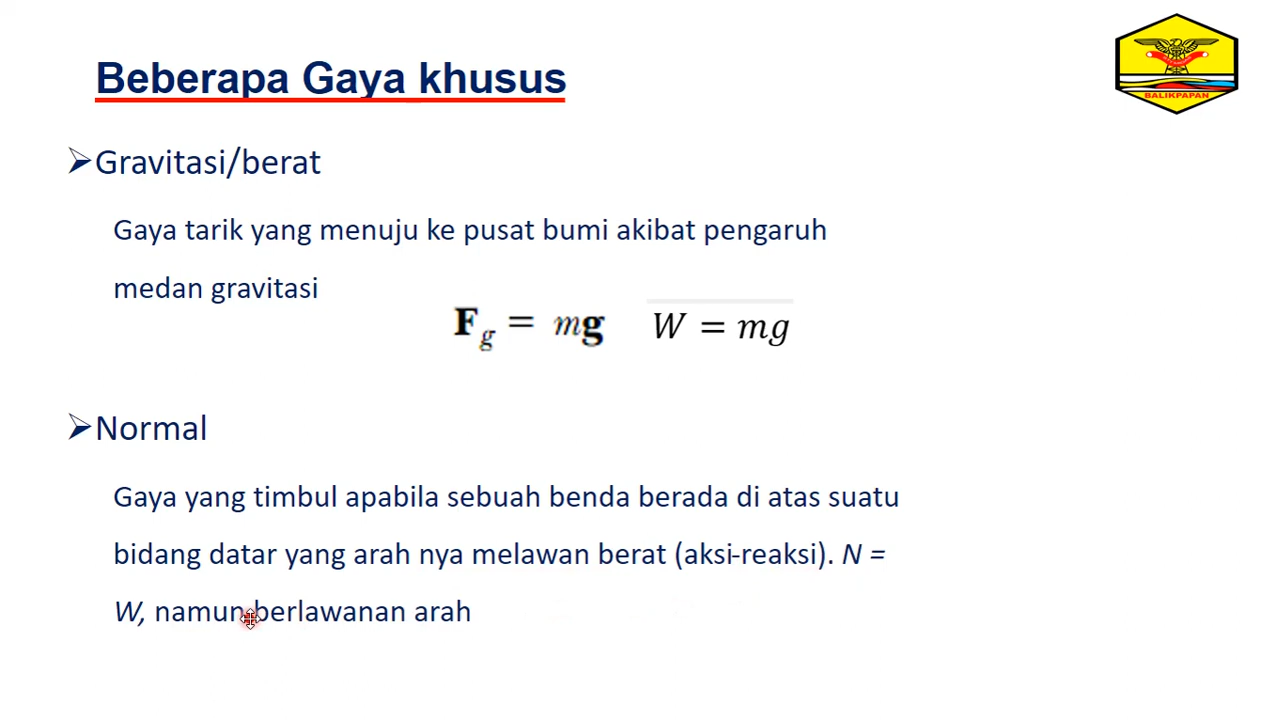 Beberapa Gaya khusus
BALIKPAPAN
➢Gravitasi/berat
Gaya tarik yang menuju ke pusat bumi akibat pengaruh
medan gravitasi
F_g = mg W = mg
➢Normal
Gaya yang timbul apabila sebuah benda berada di atas suatu
bidang datar yang arah nya melawan berat (aksi-reaksi). N =
W, namun berlawanan arah